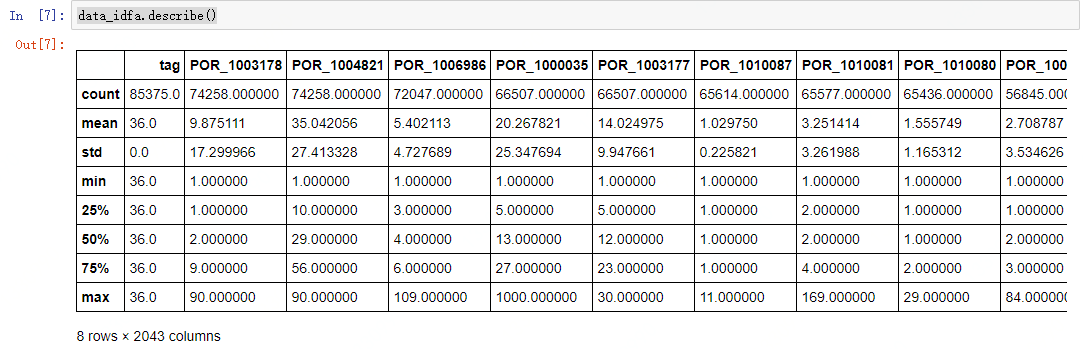 In [7]: data_idfa.describe()
Out[7]:
tag POR_1003178 POR_1004821 POR_1006986 POR_1000035 POR_1003177 POR_1010087 POR_1010081 POR_1010080 POR_100
count 85375.0 74258.000000 74258.000000 72047.000000 66507.000000 66507.000000 65614.000000 65577.000000 65436.000000 56845.000
mean 36.0 9.875111 35.042056 5.402113 20.267821 14.024975 1.029750 3.251414 1.555749 2.708787
std 0.0 17.299966 27.413328 4.727689 25.347694 9.947661 0.225821 3.261988 1.165312 3.534626
min 36.0 1.000000 1.000000 1.000000 1.000000 1.000000 1.000000 1.000000 1.000000 1.000000
25% 36.0 1.000000 10.000000 3.000000 5.000000 5.000000 1.000000 2.000000 1.000000 1.000000
50% 36.0 2.000000 29.000000 4.000000 13.000000 12.000000 1.000000 2.000000 1.000000 2.000000
75% 36.0 9.000000 56.000000 6.000000 27.000000 23.000000 1.000000 4.000000 2.000000 3.000000
max 36.0 90.000000 90.000000 109.000000 1000.000000 30.000000 11.000000 169.000000 29.000000 84.000000
8 rows × 2043 columns